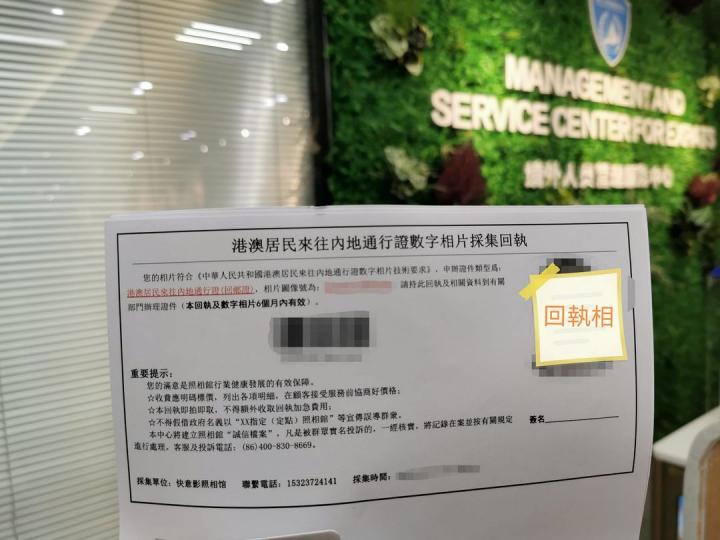 MANAGEMENT AND
SERVICE CENTER FOR EXPATS
港澳居民來往內地通行證數字相片採集回執
您的相片符合《中華人民共和國港澳居民來往內地通行證數字相片技術要求》，申辦證件類型爲：
港澳居民來往內地通行證(回鄉證)，相片圖像號为： 請持此回執及相關資料到有關
部門辦理證件（本回執及數字相片6個月內有效）。
回執相
重要提示：
您的滿意是照相館行業健康發展的有效保障。
☆收費應明碼標價，列出各項明細，在顧客接受服務前協商好價格；
☆本回執即拍即取，不得額外收取回執加急費用；
☆不得假借政府名義以“XX指定（定點）照相館”等宣傳誤導群衆。
本中心將建立照相館“誠信檔案”，凡是被群眾實名投訴的，一經核實，將記錄在案並按有關規定
進行處理，客服及投訴電話：(86)400-830-8669。
簽名
採集單位：快意影照相館 聯繫電話：15323724141 採集時間：